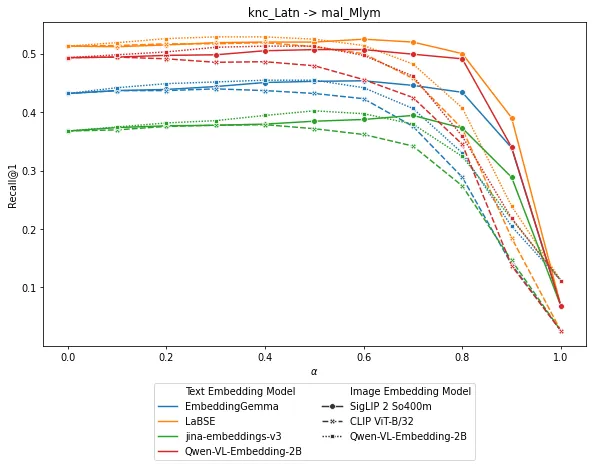 knc_Latn -> mal_Mlym
Recall@1
0.5
0.4
0.3
0.2
0.1
0.0 0.2 0.4 0.6 0.8 1.0
α
Text Embedding Model
EmbeddingGemma
LaBSE
jina-embeddings-v3
Qwen-VL-Embedding-2B
Image Embedding Model
SigLIP 2 So400m
CLIP ViT-B/32
Qwen-VL-Embedding-2B